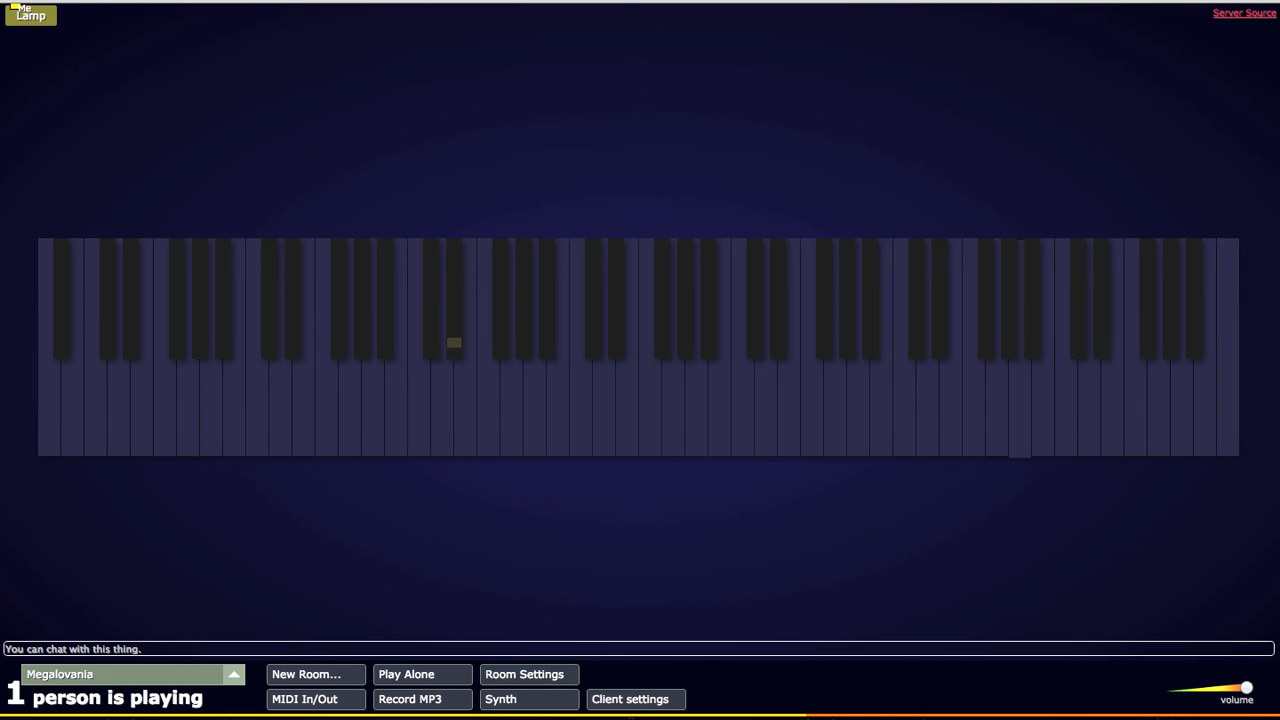 Me
Lamp
Server Source
You can chat with this thing.
Megalovania
New Room...
Play Alone
Room Settings
1 person is playing
MIDI In/Out
Record MP3
Synth
Client settings
volume